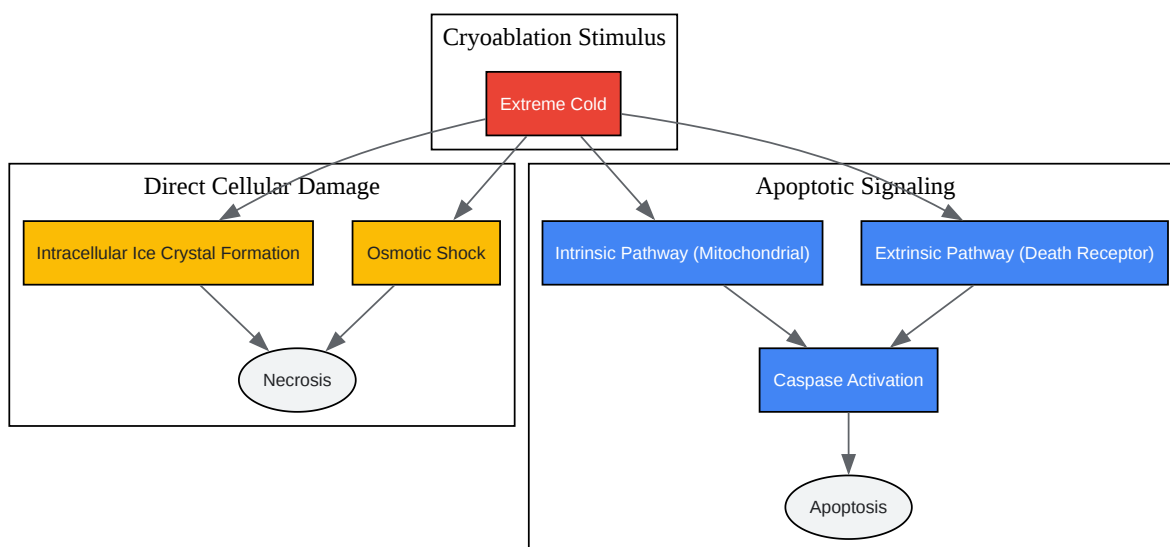 Cryoablation Stimulus
Extreme Cold
Direct Cellular Damage
Apoptotic Signaling
Intracellular Ice Crystal Formation
Osmotic Shock
Intrinsic Pathway (Mitochondrial)
Extrinsic Pathway (Death Receptor)
Necrosis
Caspase Activation
Apoptosis